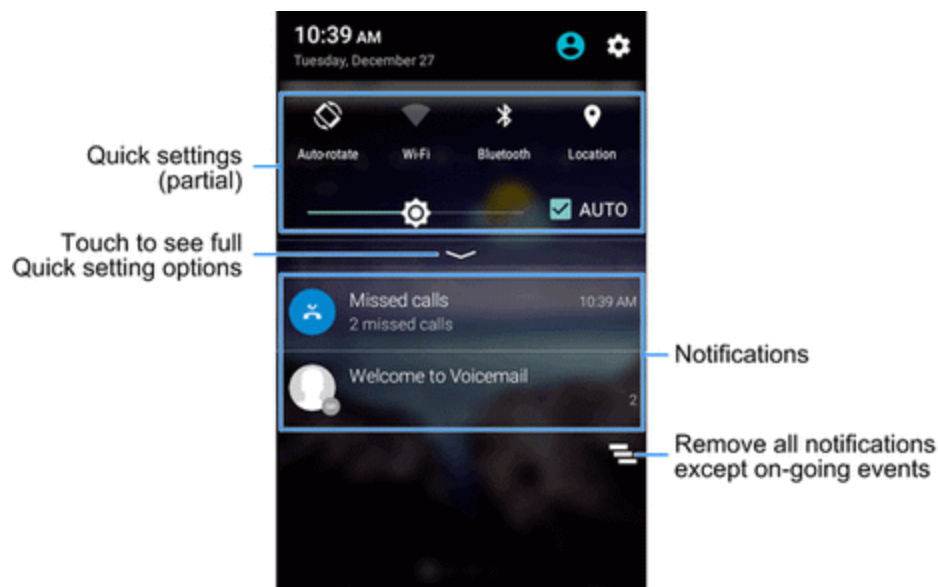 10:39 AM
Tuesday, December 27
Auto-rotate Wi-Fi Bluetooth Location
Quick settings
(partial)
AUTO
Touch to see full
Quick setting options
Missed calls 10:39 AM
2 missed calls
Notifications
Welcome to Voicemail
2
Remove all notifications
except on-going events